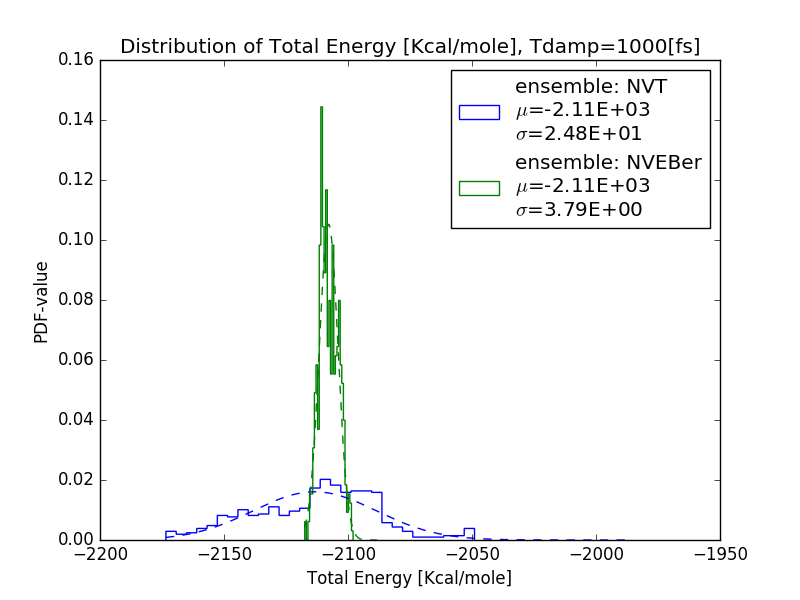 Distribution of Total Energy [Kcal/mole], Tdamp=1000[fs]
0.16
0.14
0.12
0.10
0.08
0.06
0.04
0.02
0.00
PDF-value
ensemble: NVT
μ=-2.11E+03
σ=2.48E+01
ensemble: NVEBer
μ=-2.11E+03
σ=3.79E+00
−2200 −2150 −2100 −2050 −2000 −1950
Total Energy [Kcal/mole]